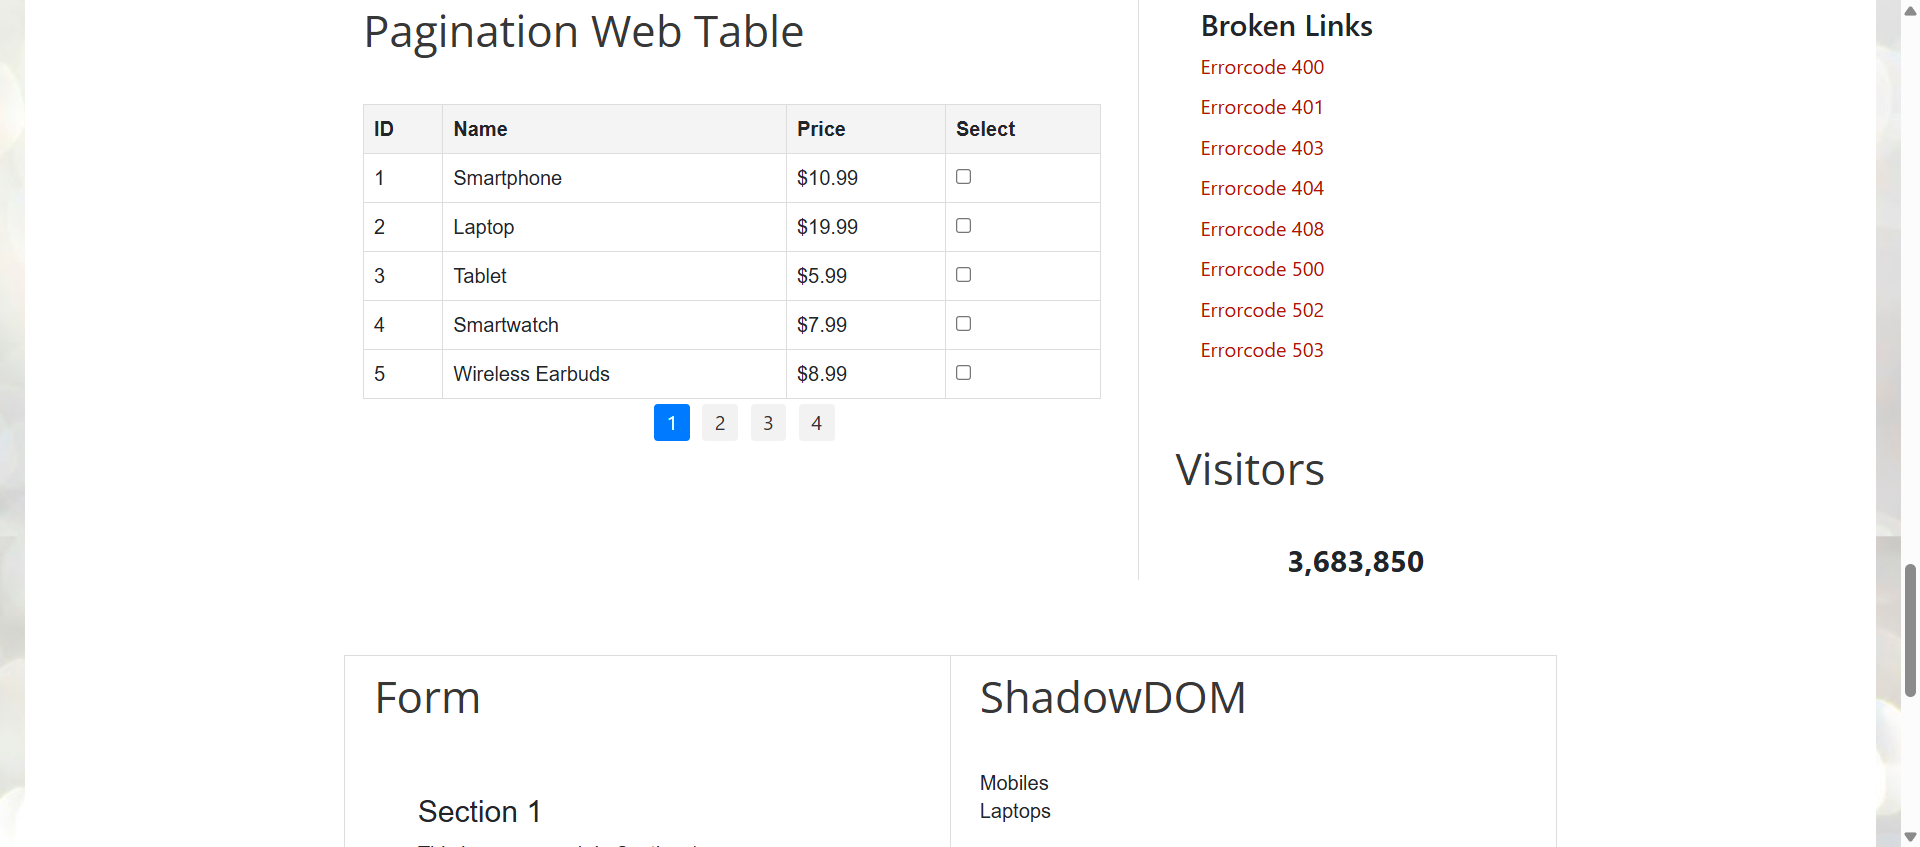 Pagination Web Table
ID Name Price Select
1 Smartphone $10.99
2 Laptop $19.99
3 Tablet $5.99
4 Smartwatch $7.99
5 Wireless Earbuds $8.99
1 2 3 4
Broken Links
Errorcode 400
Errorcode 401
Errorcode 403
Errorcode 404
Errorcode 408
Errorcode 500
Errorcode 502
Errorcode 503
Visitors
3,683,850
Form
Section 1
ShadowDOM
Mobiles
Laptops